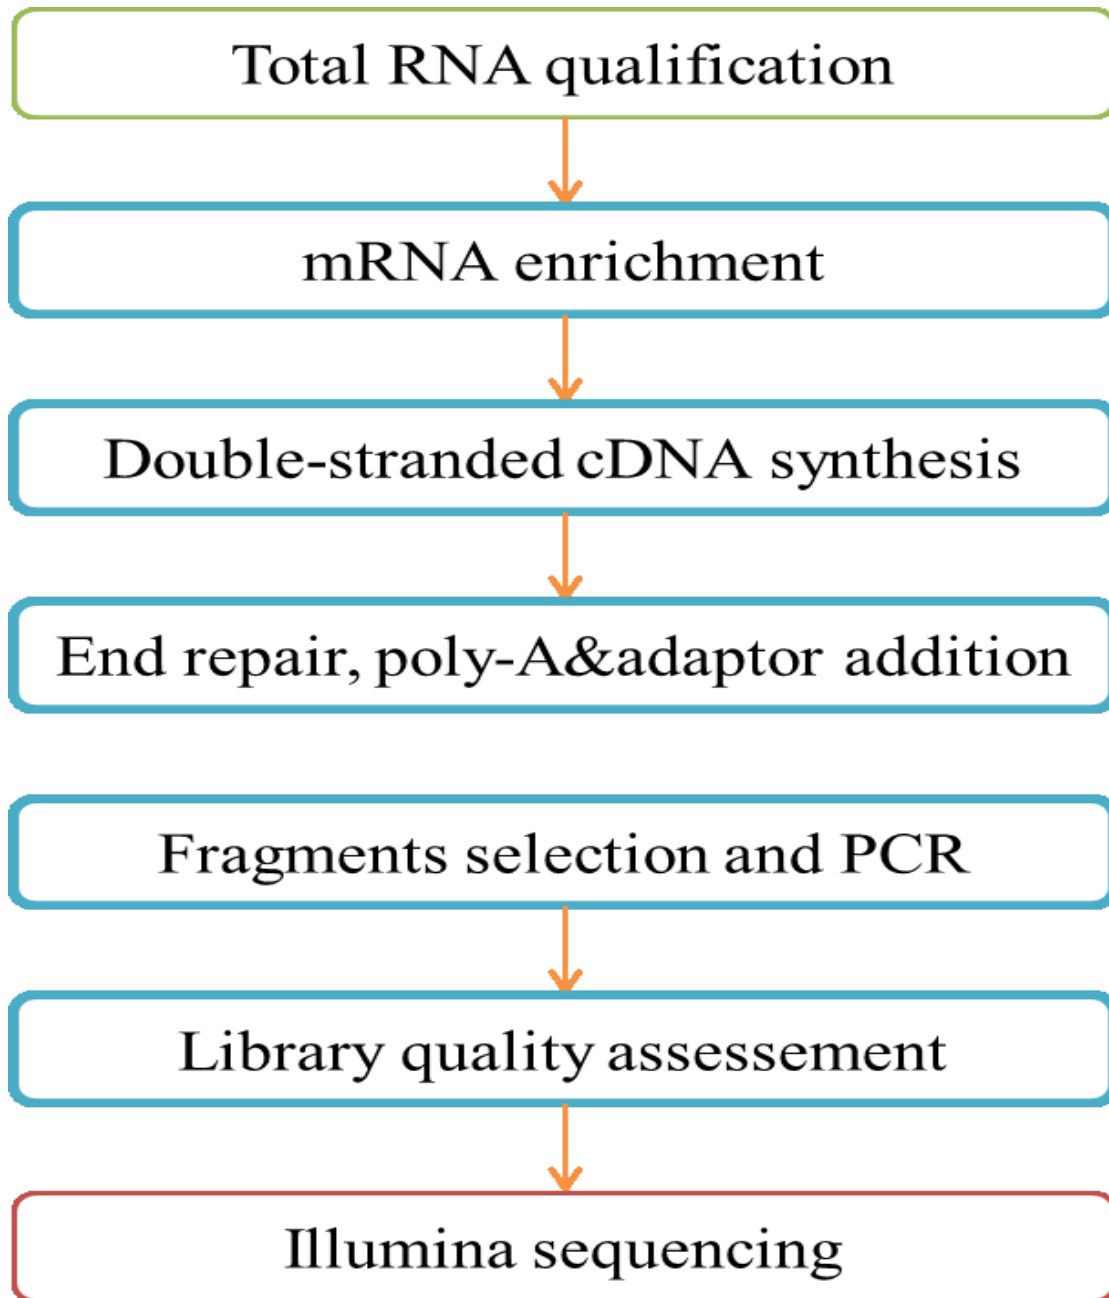 Total RNA qualification
mRNA enrichment
Double-stranded cDNA synthesis
End repair, poly-A&adaptor addition
Fragments selection and PCR
Library quality assessement
Illumina sequencing